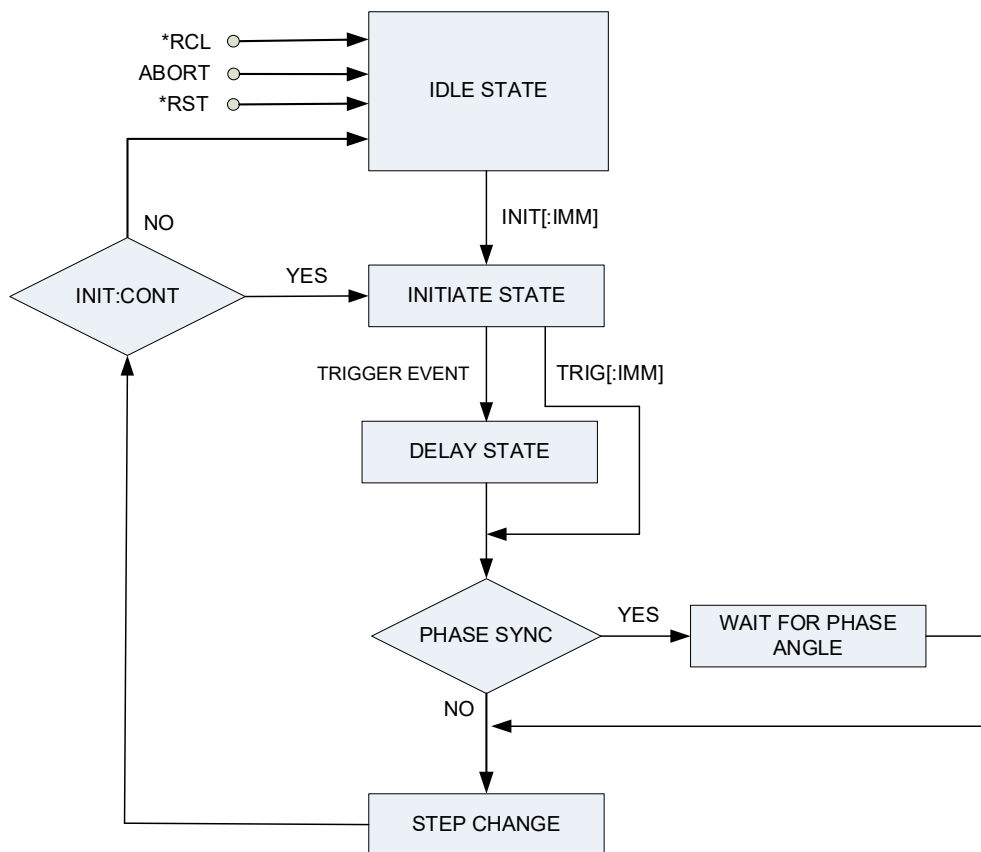 *RCL
ABORT
*RST
IDLE STATE
INIT[:IMM]
NO
INIT:CONT
YES
INITIATE STATE
TRIGGER EVENT
TRIG[:IMM]
DELAY STATE
PHASE SYNC
YES
WAIT FOR PHASE
ANGLE
NO
STEP CHANGE